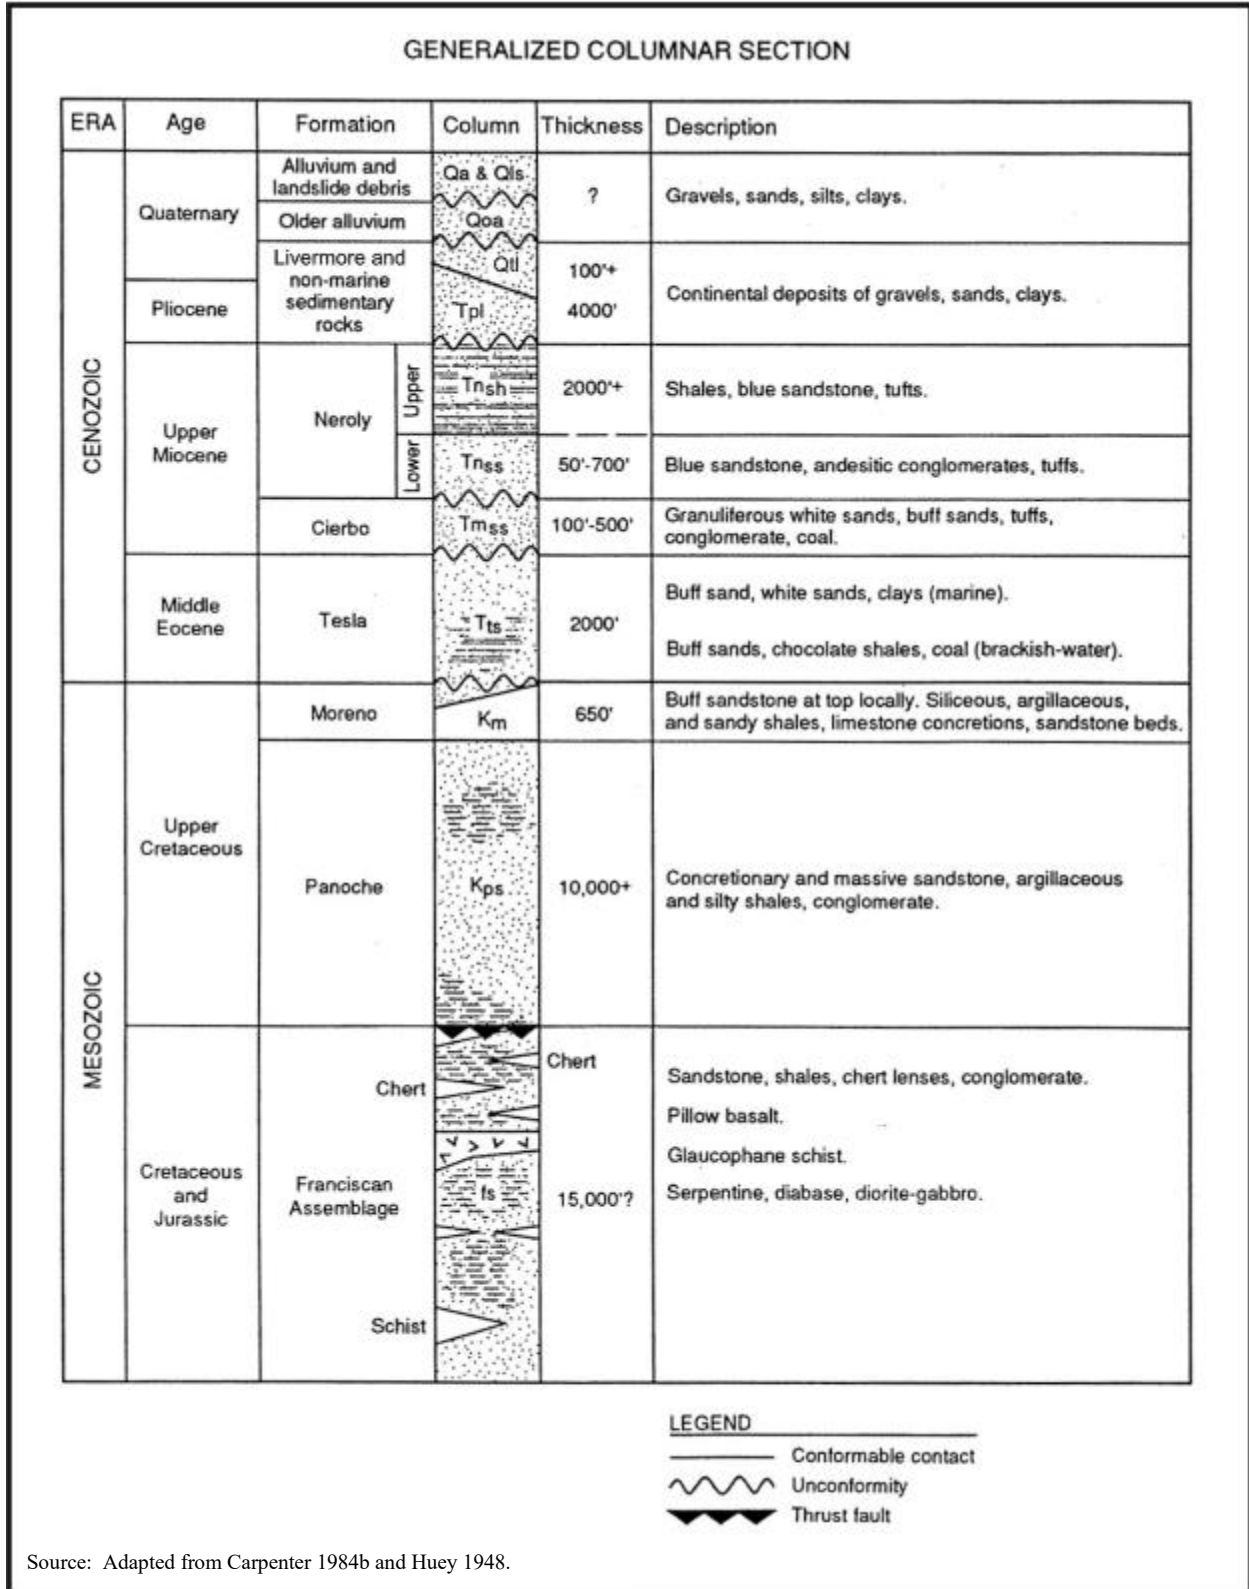 GENERALIZED COLUMNAR SECTION
ERA Age Formation Column Thickness Description
CENOZOIC
Quaternary
Alluvium and
landslide debris
Qa & Qls
?
Gravels, sands, silts, clays.
Older alluvium
Qoa
Livermore and
non-marine
sedimentary
rocks
Qtl
100'+
Continental deposits of gravels, sands, clays.
Pliocene
Tpl
4000'
Upper
Miocene
Neroly
Upper
Tnsh
2000'+
Shales, blue sandstone, tufts.
Lower
Tnss
50'-700'
Blue sandstone, andesitic conglomerates, tuffs.
Cierbo
Tmss
100'-500'
Granuliferous white sands, buff sands, tuffs,
conglomerate, coal.
Middle
Eocene
Tesla
Tts
2000'
Buff sand, white sands, clays (marine).
Buff sands, chocolate shales, coal (brackish-water).
MESOZOIC
Upper
Cretaceous
Moreno
Km
650'
Buff sandstone at top locally. Siliceous, argillaceous,
and sandy shales, limestone concretions, sandstone beds.
Panoche
Kps
10,000+
Concretionary and massive sandstone, argillaceous
and silty shales, conglomerate.
Cretaceous
and
Jurassic
Franciscan
Assemblage
Chert
Chert
fs
Schist
15,000'?
Sandstone, shales, chert lenses, conglomerate.
Pillow basalt.
Glaucophane schist.
Serpentine, diabase, diorite-gabbro.
LEGEND
Conformable contact
Unconformity
Thrust fault
Source: Adapted from Carpenter 1984b and Huey 1948.